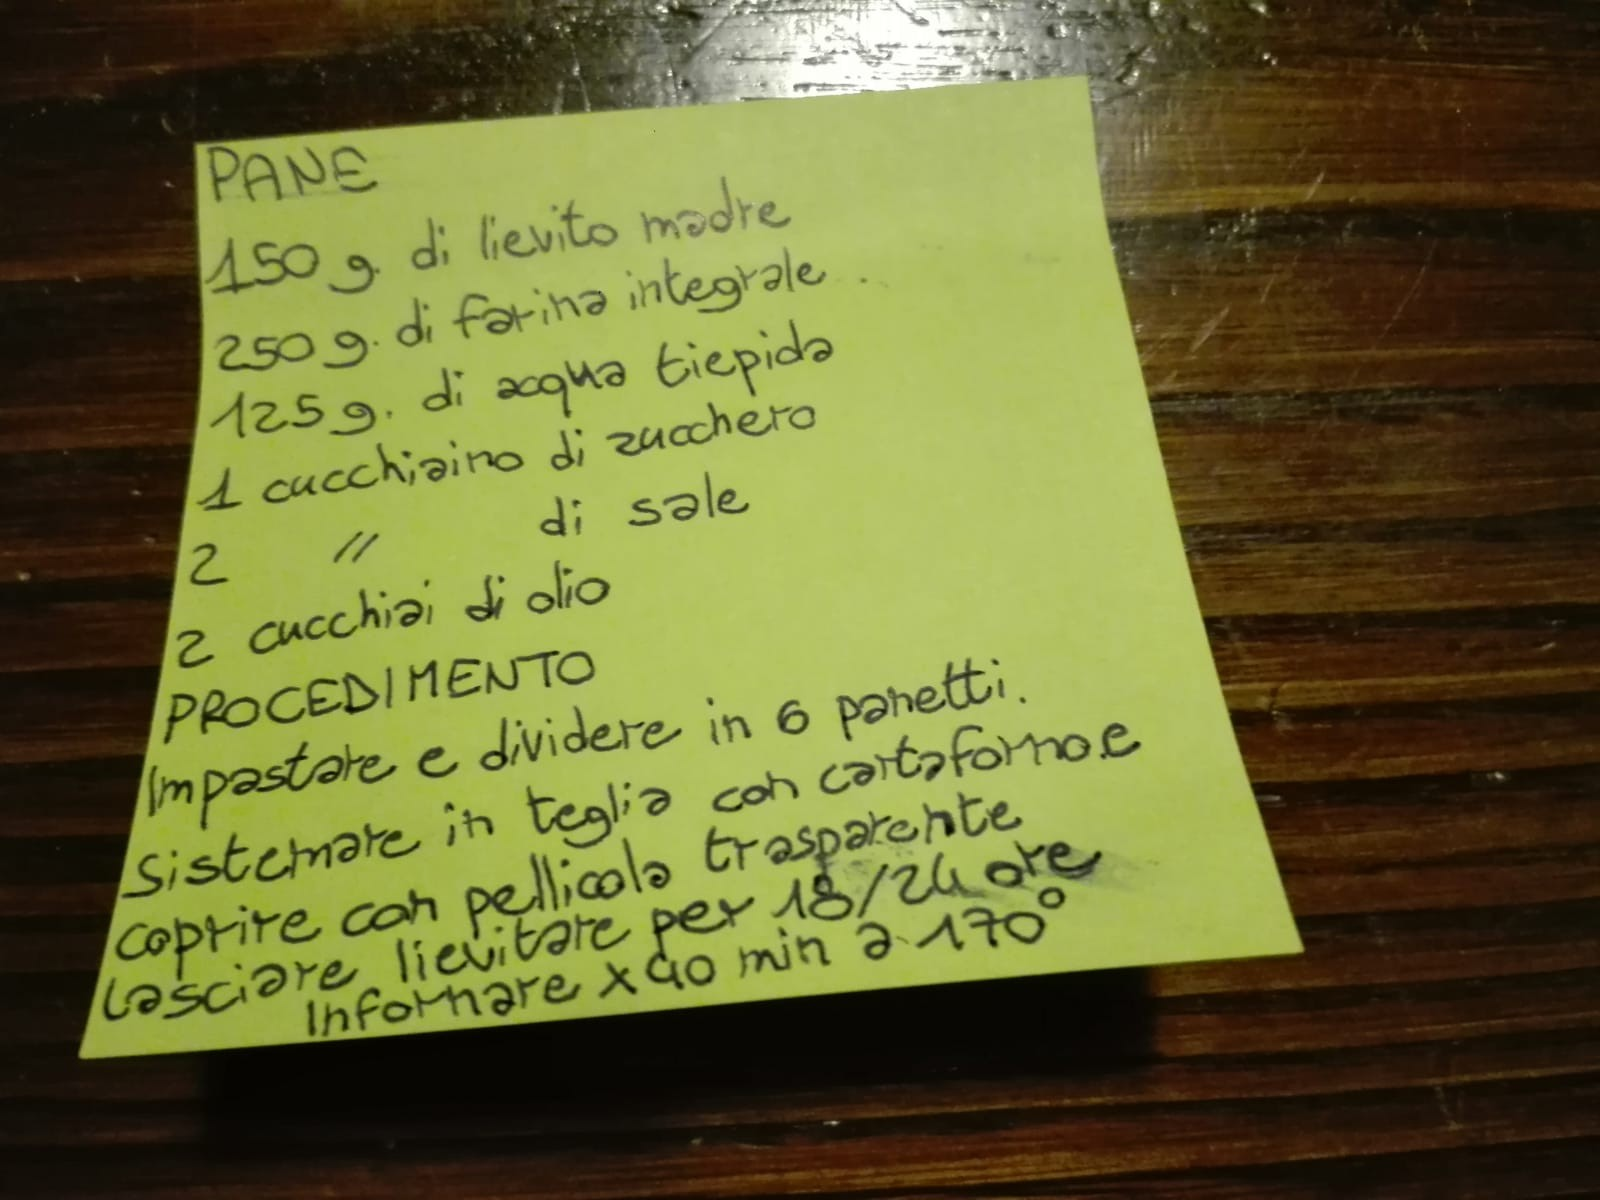 PANE
150 g. di lievito madre
250 g. di farina integrale
125 g. di acqua tiepida
1 cucchiaino di zucchero
2 " di sale
2 cucchiai di olio
PROCEDIMENTO
Impastare e dividere in 6 panetti.
Sistemare in teglia con cartaforno e
coprire con pellicola trasparente
Lasciare lievitare per 18/24 ore
Infornare x 40 min a 170°